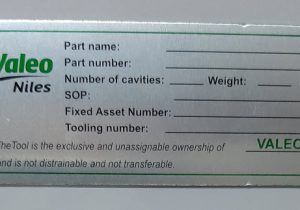 Valeo
Niles
Part name:
Part number:
Number of cavities: Weight:
SOP:
Fixed Asset Number:
Tooling number:
TheTool is the exclusive and unassignable ownership of VALEO
and is not distrainable and not transferable.